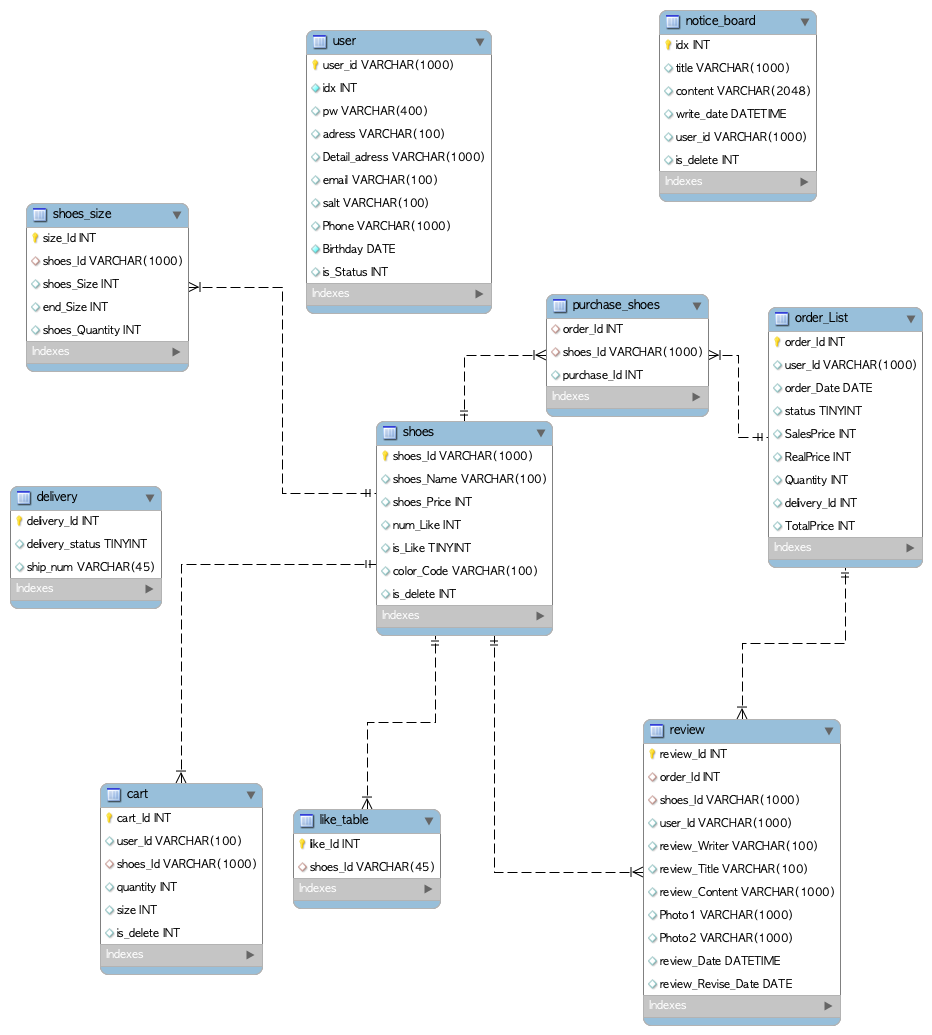 user
user_id VARCHAR(1000)
idx INT
pw VARCHAR(400)
adress VARCHAR(100)
Detail_adress VARCHAR(1000)
email VARCHAR(100)
salt VARCHAR(100)
Phone VARCHAR(1000)
Birthday DATE
is_Status INT
Indexes
notice_board
idx INT
title VARCHAR(1000)
content VARCHAR(2048)
write_date DATETIME
user_id VARCHAR(1000)
is_delete INT
Indexes
shoes_size
size_Id INT
shoes_Id VARCHAR(1000)
shoes_Size INT
end_Size INT
shoes_Quantity INT
Indexes
purchase_shoes
order_Id INT
shoes_Id VARCHAR(1000)
purchase_Id INT
Indexes
order_List
order_Id INT
user_Id VARCHAR(1000)
order_Date DATE
status TINYINT
SalesPrice INT
RealPrice INT
Quantity INT
delivery_Id INT
TotalPrice INT
Indexes
shoes
shoes_Id VARCHAR(1000)
shoes_Name VARCHAR(100)
shoes_Price INT
num_Like INT
is_Like TINYINT
color_Code VARCHAR(100)
is_delete INT
Indexes
delivery
delivery_Id INT
delivery_status TINYINT
ship_num VARCHAR(45)
Indexes
cart
cart_Id INT
user_Id VARCHAR(100)
shoes_Id VARCHAR(1000)
quantity INT
size INT
is_delete INT
Indexes
like_table
like_Id INT
shoes_Id VARCHAR(45)
Indexes
review
review_Id INT
order_Id INT
shoes_Id VARCHAR(1000)
user_Id VARCHAR(1000)
review_Writer VARCHAR(100)
review_Title VARCHAR(100)
review_Content VARCHAR(1000)
Photo1 VARCHAR(1000)
Photo2 VARCHAR(1000)
review_Date DATETIME
review_Revise_Date DATE
Indexes